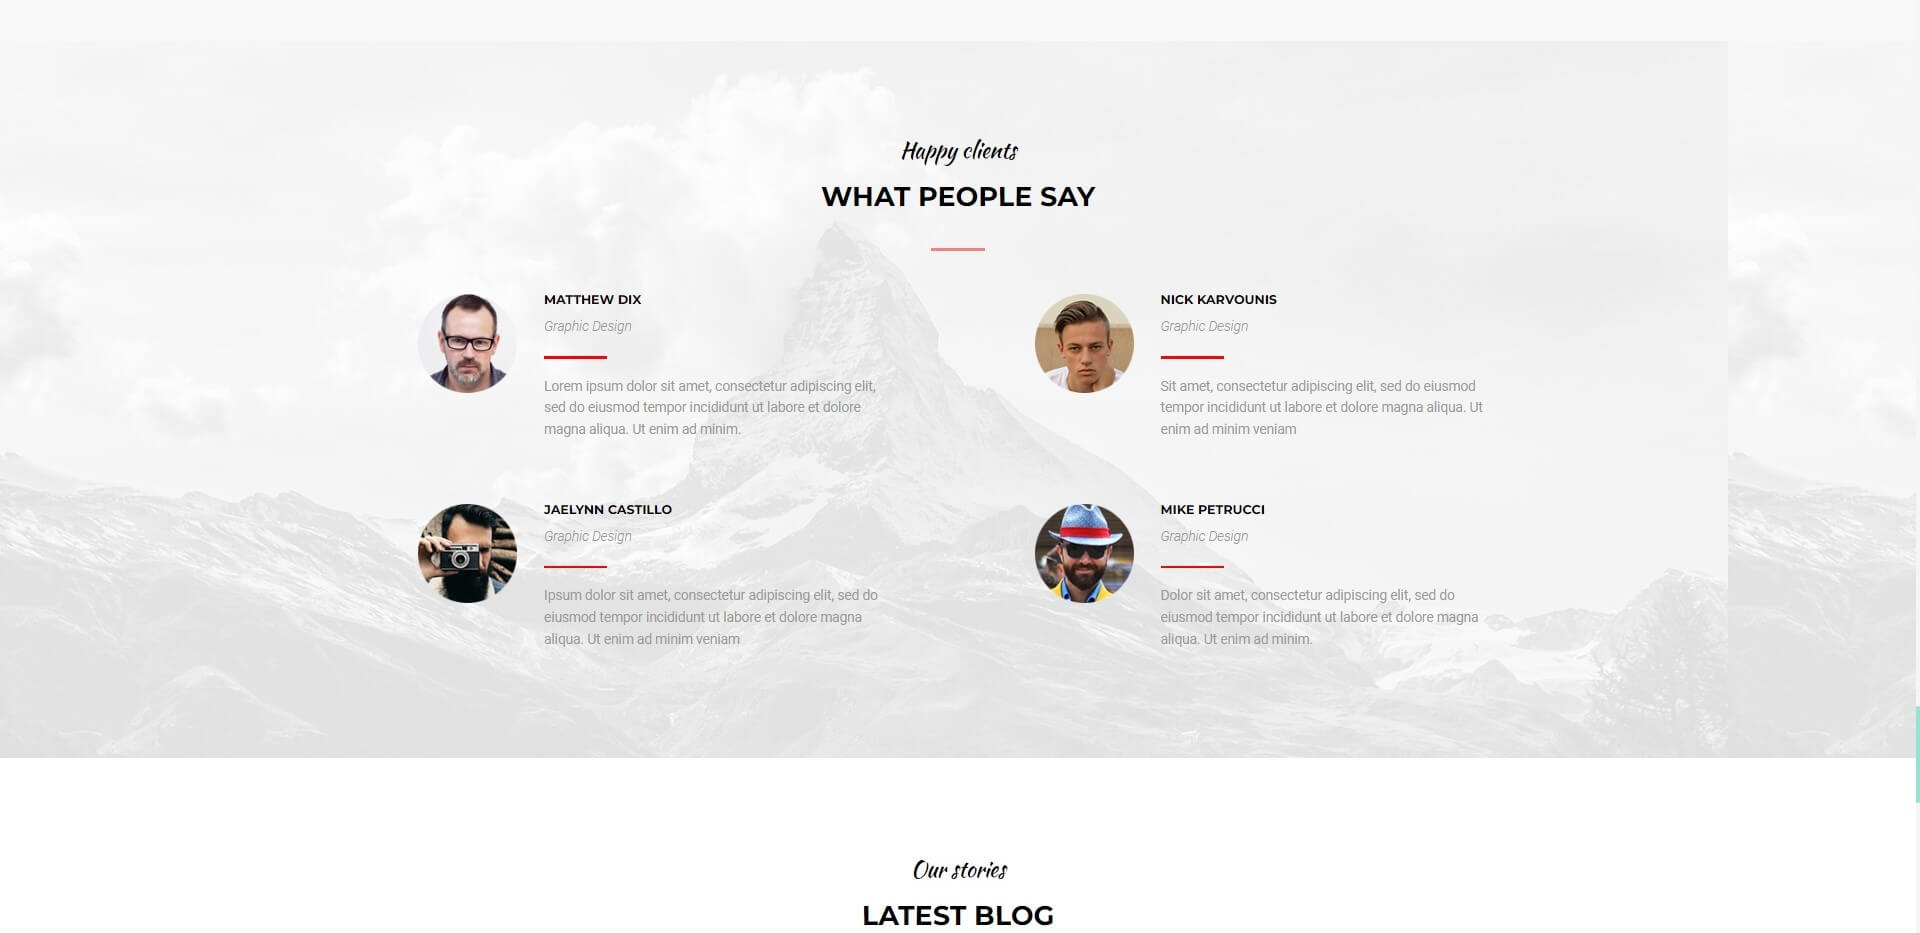 Happy clients
WHAT PEOPLE SAY
MATTHEW DIX
Graphic Design
Lorem ipsum dolor sit amet, consectetur adipiscing elit,
sed do eiusmod tempor incididunt ut labore et dolore
magna aliqua. Ut enim ad minim.
NICK KARVOUNIS
Graphic Design
Sit amet, consectetur adipiscing elit, sed do eiusmod
tempor incididunt ut labore et dolore magna aliqua. Ut
enim ad minim veniam
JAELYNN CASTILLO
Graphic Design
Ipsum dolor sit amet, consectetur adipiscing elit, sed do
eiusmod tempor incididunt ut labore et dolore magna
aliqua. Ut enim ad minim veniam
MIKE PETRUCCI
Graphic Design
Dolor sit amet, consectetur adipiscing elit, sed do
eiusmod tempor incididunt ut labore et dolore magna
aliqua. Ut enim ad minim.
Our stories
LATEST BLOG